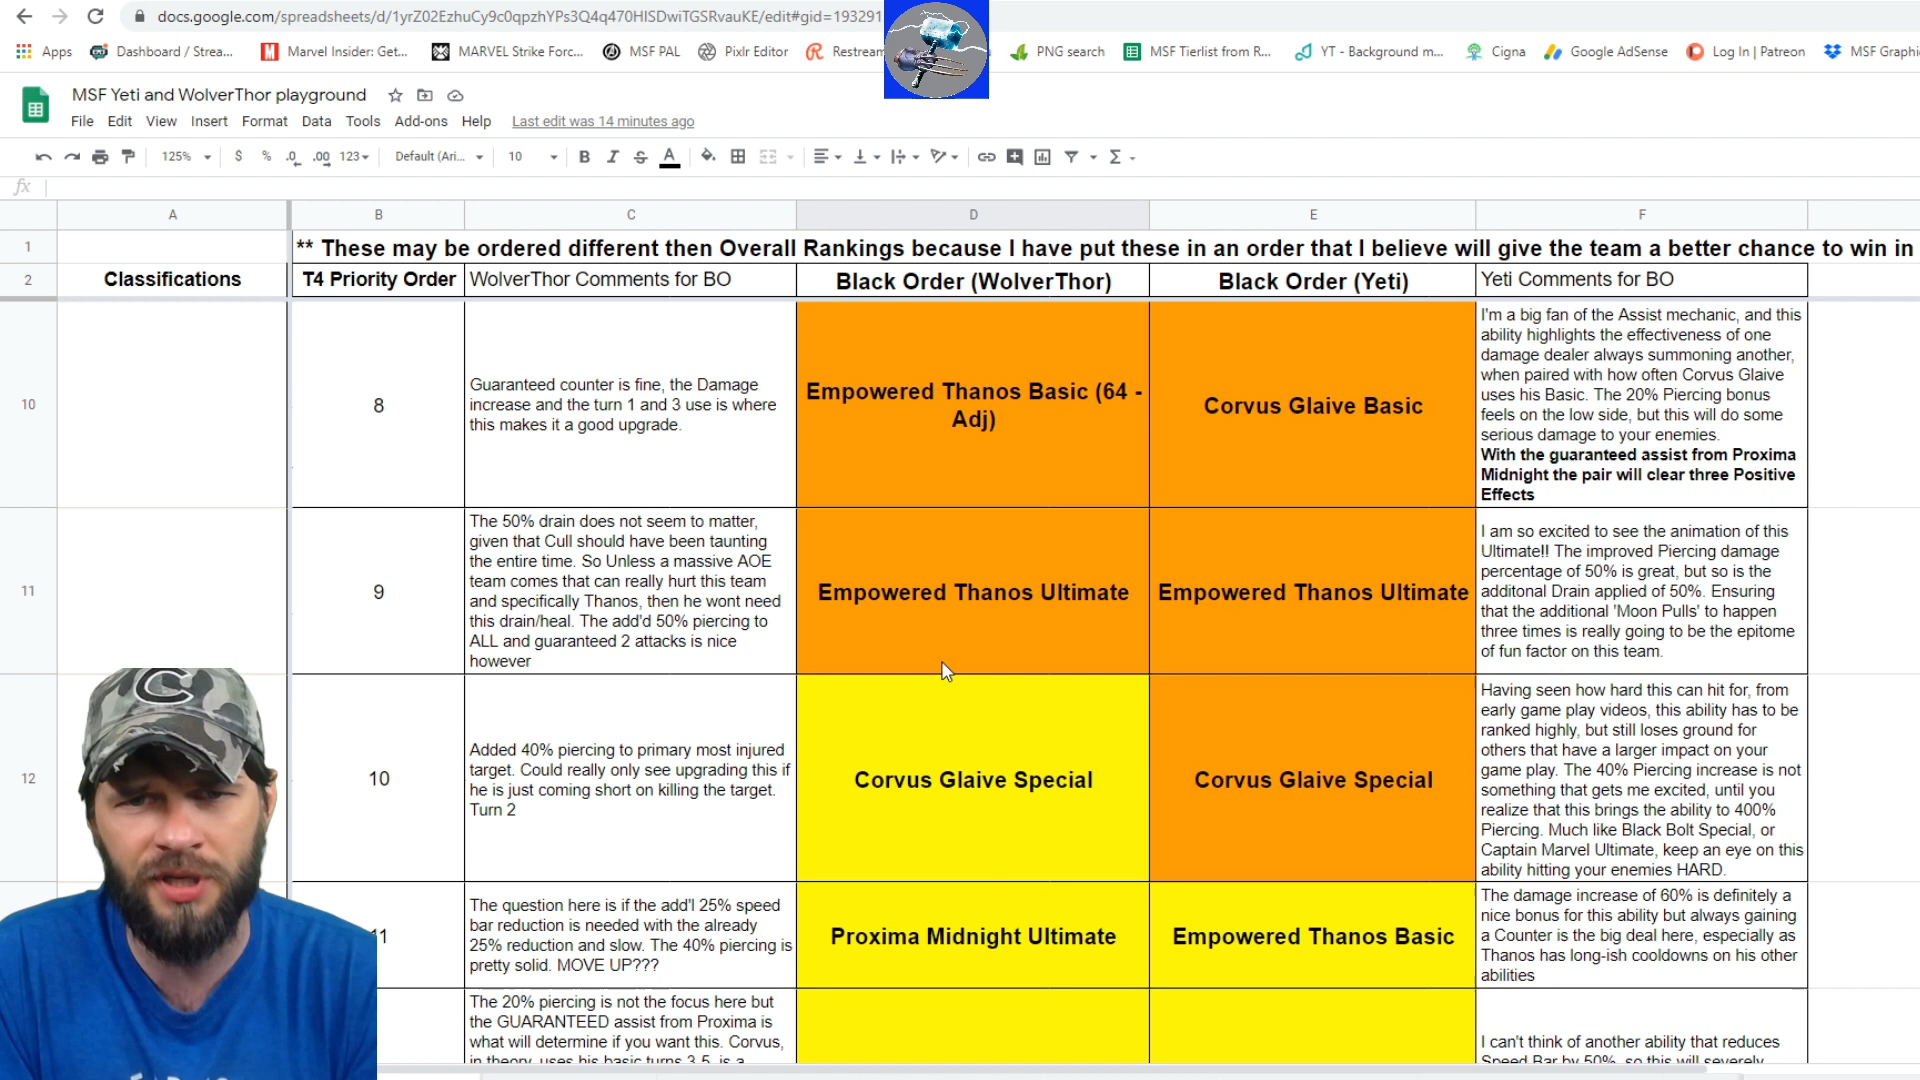 docs.google.com/spreadsheets/d/1yrZ02EzhuCy9c0qpzhYPs3Q4q470HISDwiTGSRvauKE/edit#gid=193291
Apps Dashboard / Strea... Marvel Insider: Get... MARVEL Strike Forc... MSF PAL Pixlr Editor Restream PNG search MSF Tierlist from R... YT - Background m... Cigna Google AdSense Log In | Patreon MSF Graphi
MSF Yeti and WolverThor playground
File Edit View Insert Format Data Tools Add-ons Help Last edit was 14 minutes ago
125% $ % .0 .00 123 Default (Ari... 10 B I S A
fx
A B C D E F
1 ** These may be ordered different then Overall Rankings because I have put these in an order that I believe will give the team a better chance to win in
2 Classifications T4 Priority Order WolverThor Comments for BO Black Order (WolverThor) Black Order (Yeti) Yeti Comments for BO
10
8
Guaranteed counter is fine, the Damage
increase and the turn 1 and 3 use is where
this makes it a good upgrade.
Empowered Thanos Basic (64 -
Adj)
Corvus Glaive Basic
I'm a big fan of the Assist mechanic, and this
ability highlights the effectiveness of one
damage dealer always summoning another,
when paired with how often Corvus Glaive
uses his Basic. The 20% Piercing bonus
feels on the low side, but this will do some
serious damage to your enemies.
With the guaranteed assist from Proxima
Midnight the pair will clear three Positive
Effects
11
9
The 50% drain does not seem to matter,
given that Cull should have been taunting
the entire time. So Unless a massive AOE
team comes that can really hurt this team
and specifically Thanos, then he wont need
this drain/heal. The add'd 50% piercing to
ALL and guaranteed 2 attacks is nice
however
Empowered Thanos Ultimate
Empowered Thanos Ultimate
I am so excited to see the animation of this
Ultimate!! The improved Piercing damage
percentage of 50% is great, but so is the
additonal Drain applied of 50%. Ensuring
that the additional 'Moon Pulls' to happen
three times is really going to be the epitome
of fun factor on this team.
12
10
Added 40% piercing to primary most injured
target. Could really only see upgrading this if
he is just coming short on killing the target.
Turn 2
Corvus Glaive Special
Corvus Glaive Special
Having seen how hard this can hit for, from
early game play videos, this ability has to be
ranked highly, but still loses ground for
others that have a larger impact on your
game play. The 40% Piercing increase is not
something that gets me excited, until you
realize that this brings the ability to 400%
Piercing. Much like Black Bolt Special, or
Captain Marvel Ultimate, keep an eye on this
ability hitting your enemies HARD.
11
The question here is if the add'l 25% speed
bar reduction is needed with the already
25% reduction and slow. The 40% piercing is
pretty solid. MOVE UP???
Proxima Midnight Ultimate
Empowered Thanos Basic
The damage increase of 60% is definitely a
nice bonus for this ability but always gaining
a Counter is the big deal here, especially as
Thanos has long-ish cooldowns on his other
abilities
The 20% piercing is not the focus here but
the GUARANTEED assist from Proxima is
what will determine if you want this. Corvus,
in theory, uses his basic turns 3-5, is a
I can't think of another ability that reduces
Speed Bar by 50%, so this will severely
C